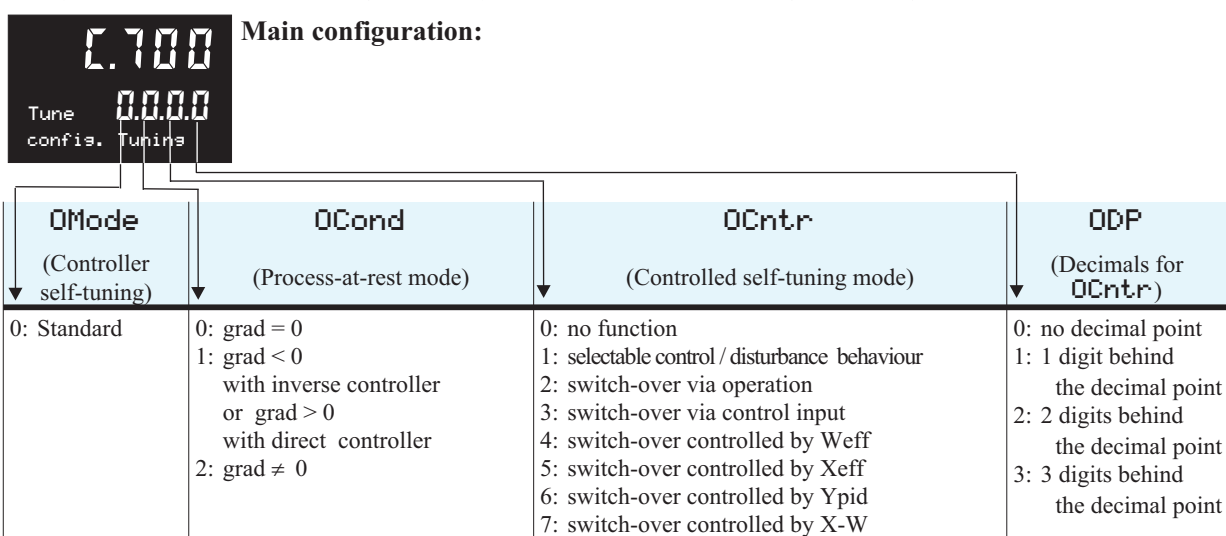 C.700
Main configuration:
Tune 0.0.0.0
config. Tuning
OMode
(Controller
self-tuning)
OCond
(Process-at-rest mode)
OCntr
(Controlled self-tuning mode)
ODP
(Decimals for
OCntr)
0: Standard
0: grad = 0
1: grad < 0
with inverse controller
or grad > 0
with direct controller
2: grad ≠ 0
0: no function
1: selectable control / disturbance behaviour
2: switch-over via operation
3: switch-over via control input
4: switch-over controlled by Weff
5: switch-over controlled by Xeff
6: switch-over controlled by Ypid
7: switch-over controlled by X-W
0: no decimal point
1: 1 digit behind
the decimal point
2: 2 digits behind
the decimal point
3: 3 digits behind
the decimal point